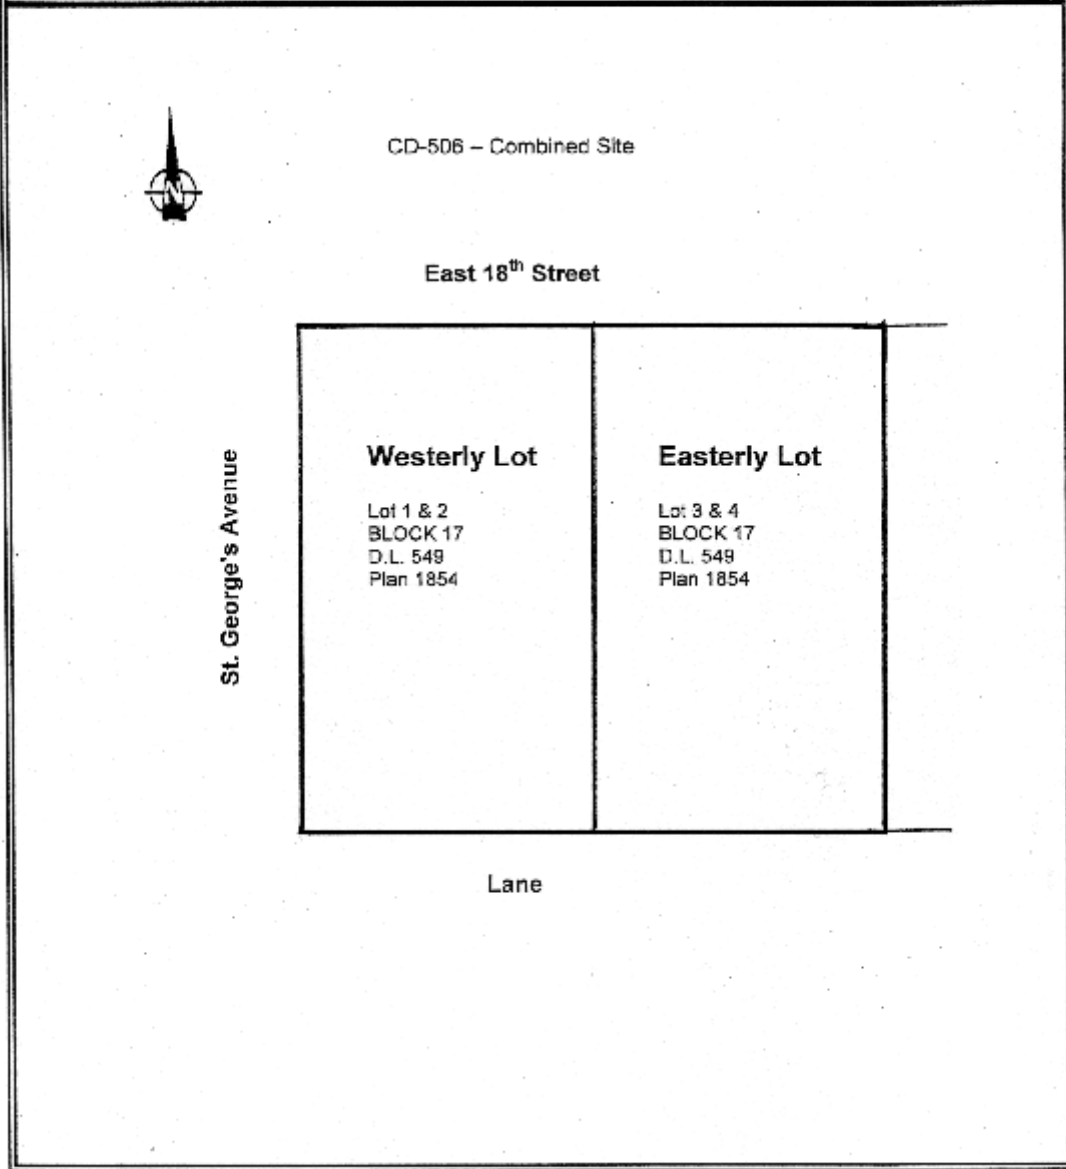 CD-506 – Combined Site
N
East 18th Street
St. George's Avenue
Westerly Lot
Lot 1 & 2
BLOCK 17
D.L. 549
Plan 1854
Easterly Lot
Lot 3 & 4
BLOCK 17
D.L. 549
Plan 1854
Lane